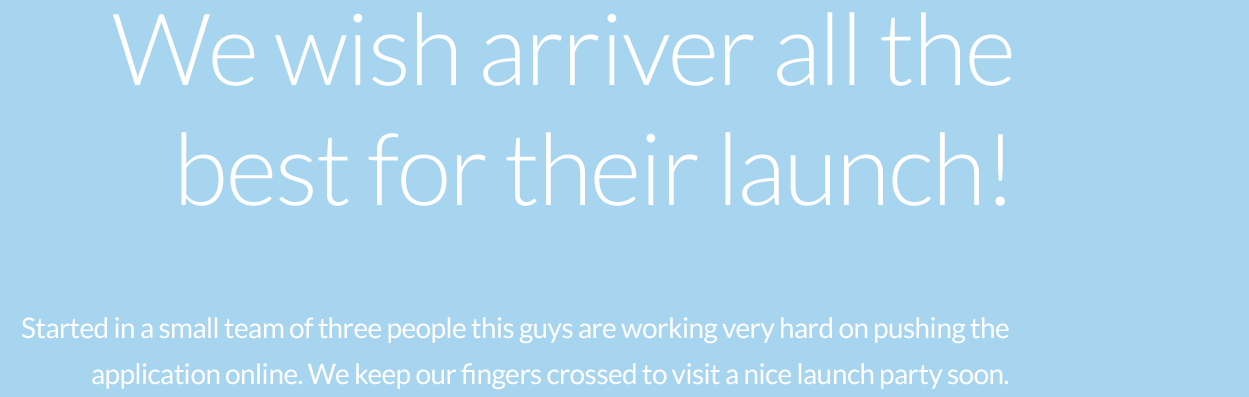 We wish arriver all the
best for their launch!
Started in a small team of three people this guys are working very hard on pushing the
application online. We keep our fingers crossed to visit a nice launch party soon.